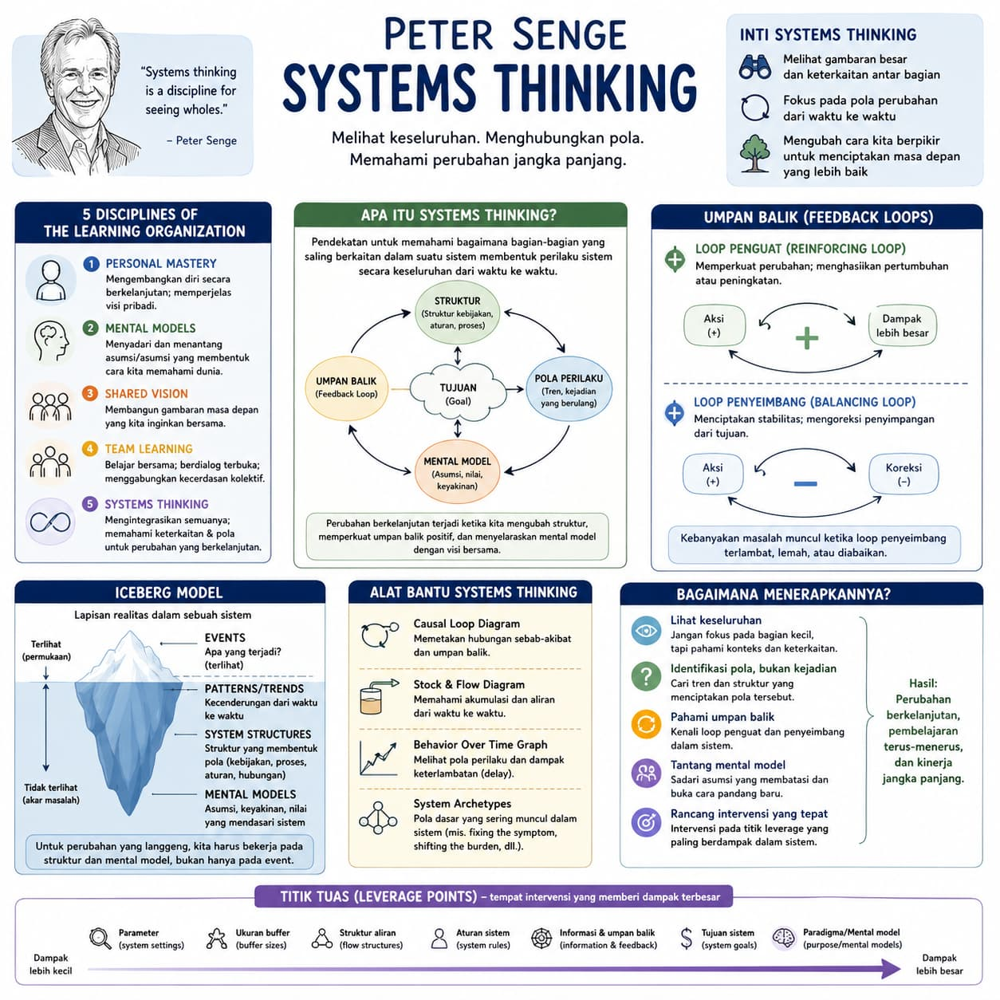 "Systems thinking
is a discipline for
seeing wholes."
– Peter Senge
PETER SENGE
SYSTEMS THINKING
Melihat keseluruhan. Menghubungkan pola.
Memahami perubahan jangka panjang.
INTI SYSTEMS THINKING
Melihat gambaran besar
dan keterkaitan antar bagian
Fokus pada pola perubahan
dari waktu ke waktu
Mengubah cara kita berpikir
untuk menciptakan masa depan
yang lebih baik
5 DISCIPLINES OF
THE LEARNING ORGANIZATION
1 PERSONAL MASTERY
Mengembangkan diri secara
berkelanjutan; memperjelas
visi pribadi.
2 MENTAL MODELS
Menyadari dan menantang
asumsi/asumsi yang membentuk
cara kita memahami dunia.
3 SHARED VISION
Membangun gambaran masa depan
yang kita inginkan bersama.
4 TEAM LEARNING
Belajar bersama; berdialog terbuka;
menggabungkan kecerdasan kolektif.
5 SYSTEMS THINKING
Mengintegrasikan semuanya;
memahami keterkaitan & pola
untuk perubahan yang berkelanjutan.
APA ITU SYSTEMS THINKING?
Pendekatan untuk memahami bagaimana bagian-bagian yang
saling berkaitan dalam suatu sistem membentuk perilaku sistem
secara keseluruhan dari waktu ke waktu.
STRUKTUR
(Struktur kebijakan,
aturan, proses)
UMPAN BALIK
(Feedback Loop)
TUJUAN
(Goal)
POLA PERILAKU
(Tren, kejadian
yang berulang)
MENTAL MODEL
(Asumsi, nilai,
keyakinan)
Perubahan berkelanjutan terjadi ketika kita mengubah struktur,
memperkuat umpan balik positif, dan menyelaraskan mental model
dengan visi bersama.
UMPAN BALIK (FEEDBACK LOOPS)
LOOP PENGUAT (REINFORCING LOOP)
Memperkuat perubahan; menghasiikan pertumbuhan
atau peningkatan.
Aksi
(+)
+
Dampak
lebih besar
LOOP PENYEIMBANG (BALANCING LOOP)
Menciptakan stabilitas; mengoreksi penyimpangan
dari tujuan.
Aksi
(+)
–
Koreksi
(–)
Kebanyakan masalah muncul ketika loop penyeimbang
terlambat, lemah, atau diabaikan.
ICEBERG MODEL
Lapisan realitas dalam sebuah sistem
Terlihat
(permukaan)
EVENTS
Apa yang terjadi?
(terlihat)
PATTERNS/TRENDS
Kecenderungan dari waktu
ke waktu
SYSTEM STRUCTURES
Struktur yang membentuk
pola (kebijakan, proses,
aturan, hubungan)
Tidak terlihat
(akar masalah)
MENTAL MODELS
Asumsi, keyakinan, nilai
yang mendasari sistem
Untuk perubahan yang langgeng, kita harus bekerja pada
struktur dan mental model, bukan hanya pada event.
ALAT BANTU SYSTEMS THINKING
Causal Loop Diagram
Memetakan hubungan sebab-akibat
dan umpan balik.
Stock & Flow Diagram
Memahami akumulasi dan aliran
dari waktu ke waktu.
Behavior Over Time Graph
Melihat pola perilaku dan dampak
keterlambatan (delay).
System Archetypes
Pola dasar yang sering muncul dalam
sistem (mis. fixing the symptom,
shifting the burden, dll.).
BAGAIMANA MENERAPKANNYA?
Lihat keseluruhan
Jangan fokus pada bagian kecil,
tapi pahami konteks dan keterkaitan.
?
Identifikasi pola, bukan kejadian
Cari tren dan struktur yang
menciptakan pola tersebut.
Pahami umpan balik
Kenali loop penguat dan penyeimbang
dalam sistem.
Tantang mental model
Sadari asumsi yang membatasi dan
buka cara pandang baru.
Rancang intervensi yang tepat
Intervensi pada titik leverage yang
paling berdampak dalam sistem.
Hasil:
Perubahan
berkelanjutan,
pembelajaran
terus-menerus,
dan kinerja
jangka panjang.
TITIK TUAS (LEVERAGE POINTS) – tempat intervensi yang memberi dampak terbesar
Dampak
lebih kecil
Parameter
(system settings)
Ukuran buffer
(buffer sizes)
Struktur aliran
(flow structures)
Aturan sistem
(system rules)
Informasi & umpan balik
(information & feedback)
$
Tujuan sistem
(system goals)
Paradigma/Mental model
(purpose/mental models)
Dampak
lebih besar